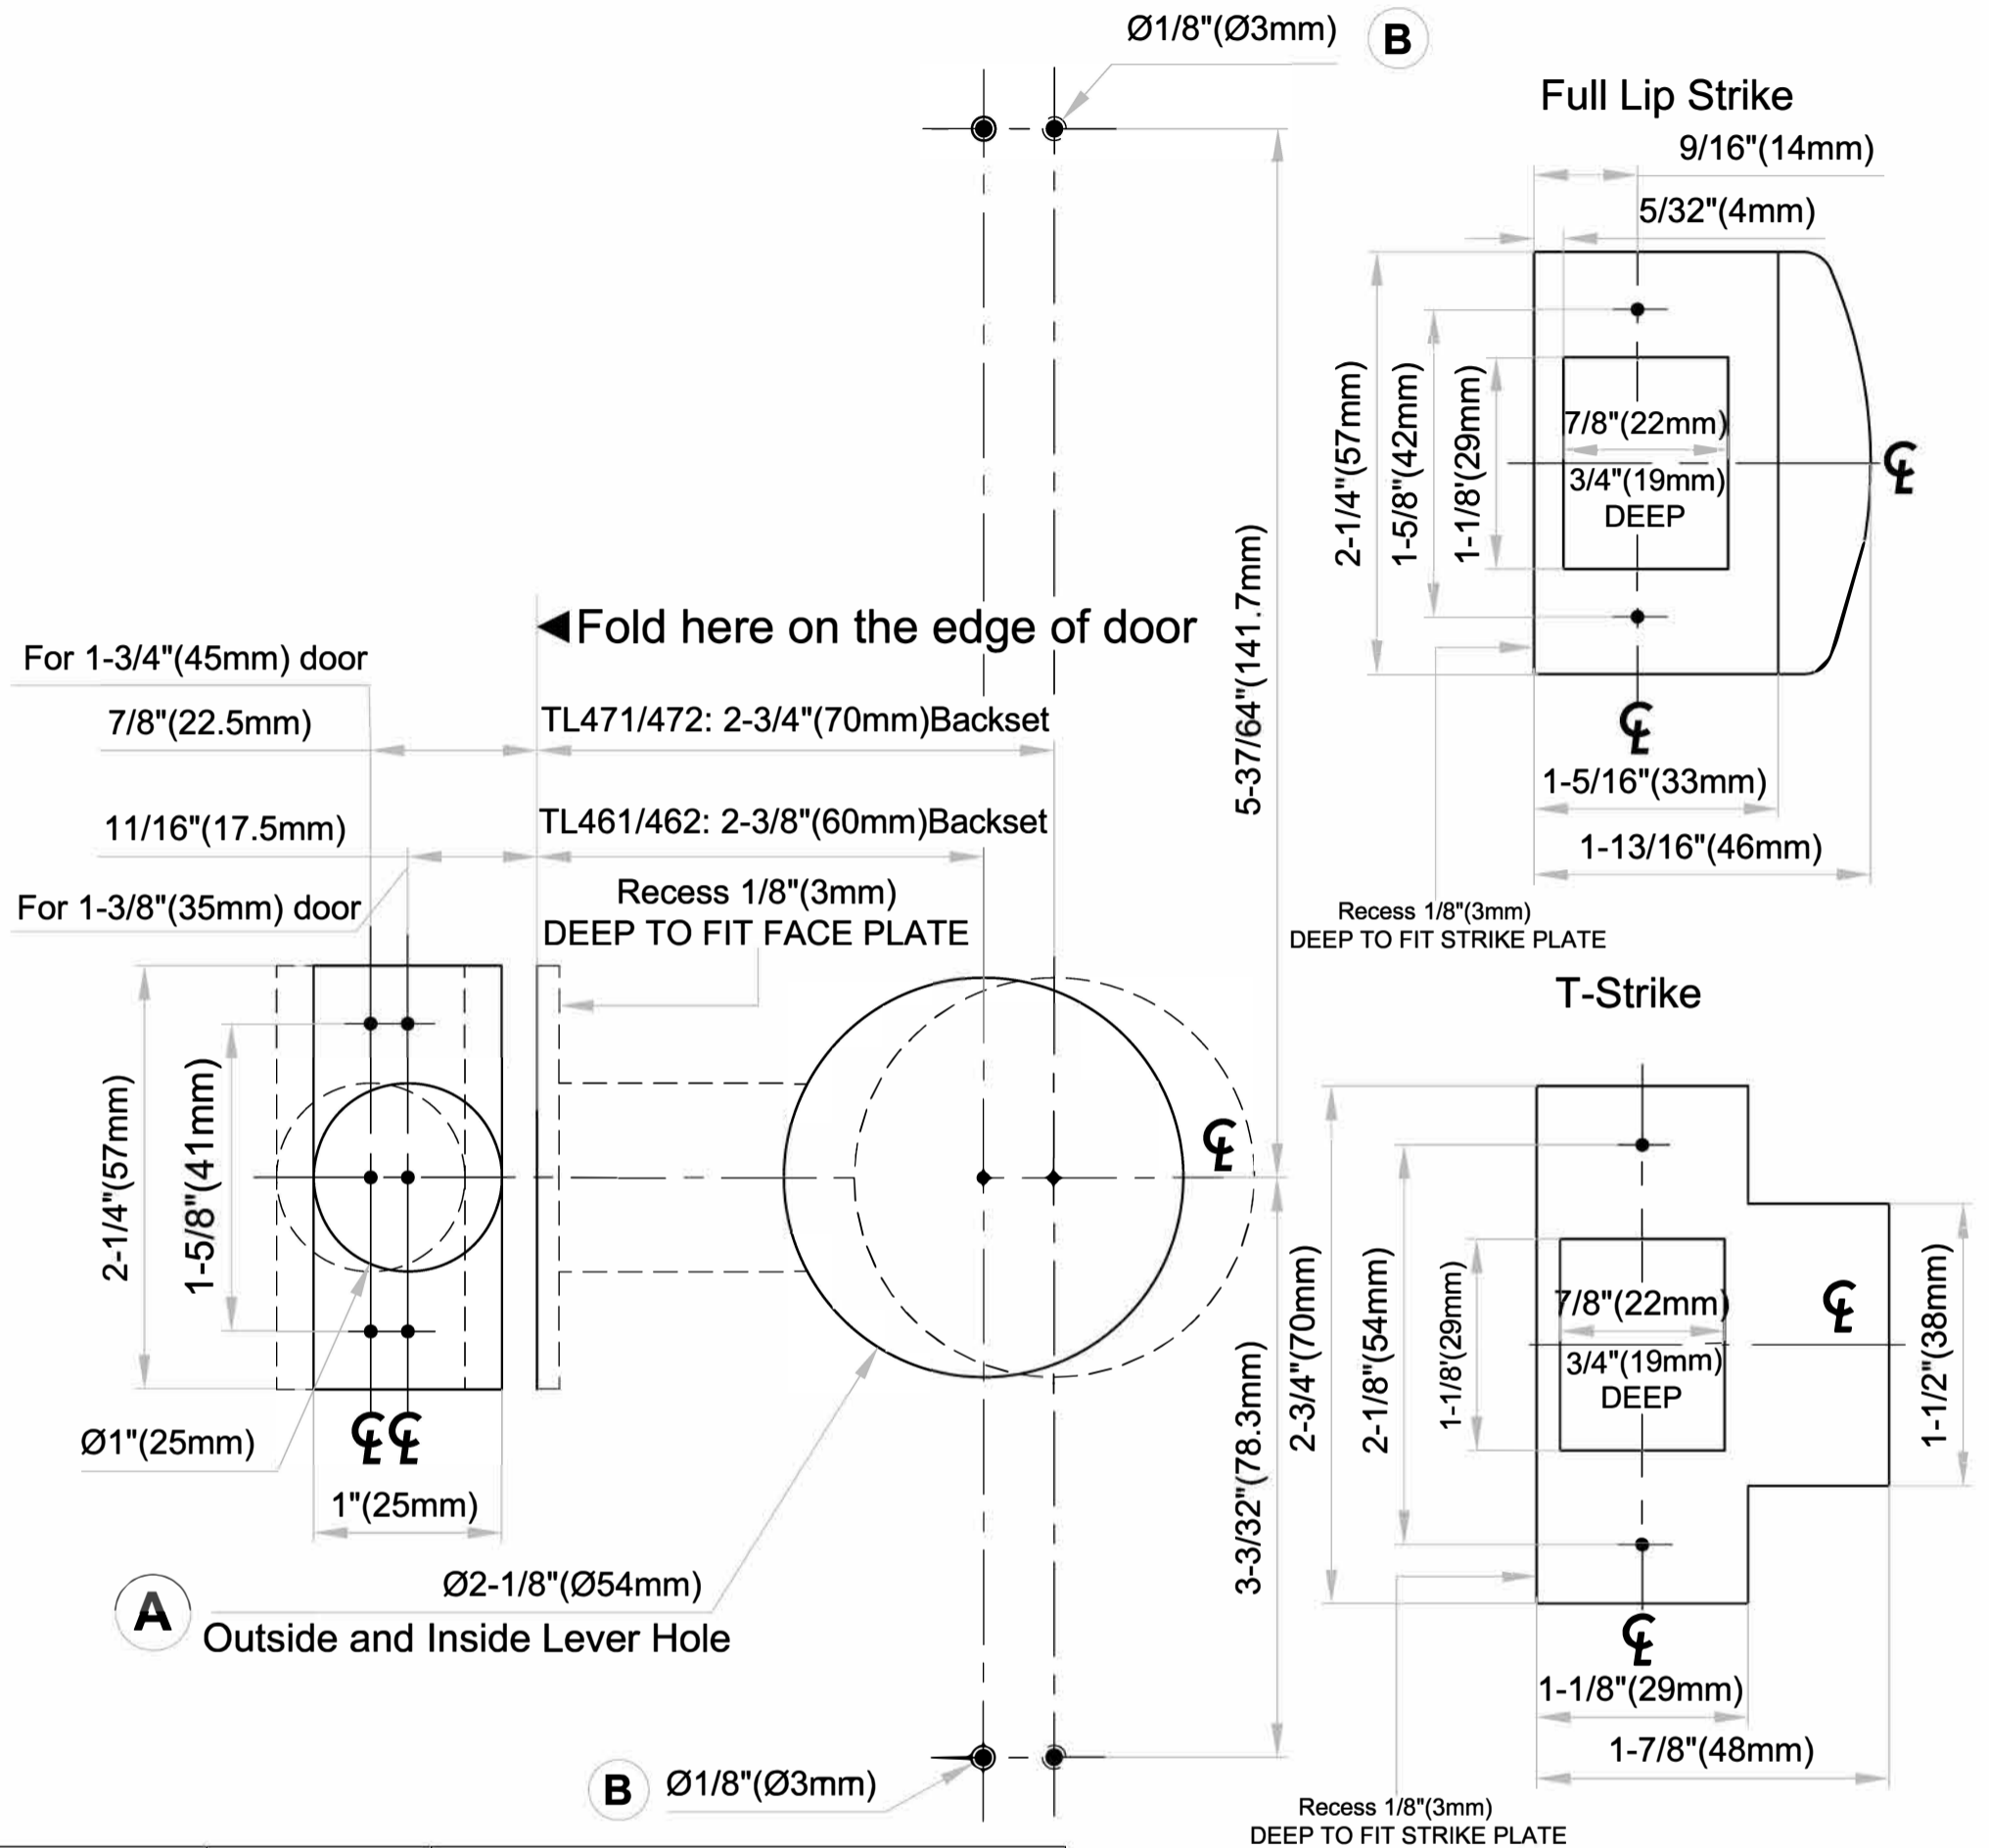 Ø1/8"(Ø3mm)
B
Full Lip Strike
9/16"(14mm)
5/32"(4mm)
2-1/4"(57mm)
1-5/8"(42mm)
1-1/8'(29mm)
7/8"(22mm)
3/4"(19mm)
DEEP
℄
℄
1-5/16"(33mm)
1-13/16"(46mm)
Recess 1/8"(3mm)
DEEP TO FIT STRIKE PLATE
5-37/64"(141.7mm)
Fold here on the edge of door
For 1-3/4"(45mm) door
7/8"(22.5mm)
TL471/472: 2-3/4"(70mm)Backset
11/16"(17.5mm)
TL461/462: 2-3/8"(60mm)Backset
For 1-3/8"(35mm) door
Recess 1/8"(3mm)
DEEP TO FIT FACE PLATE
2-1/4"(57mm)
1-5/8"(41mm)
Ø1"(25mm)
℄℄
1"(25mm)
℄
3-3/32"(78.3mm)
A
Ø2-1/8"(Ø54mm)
Outside and Inside Lever Hole
B
Ø1/8"(Ø3mm)
T-Strike
2-3/4"(70mm)
2-1/8"(54mm)
1-1/8'(29mm)
7/8"(22mm)
3/4"(19mm)
DEEP
℄
1-1/2"(38mm)
℄
1-1/8"(29mm)
1-7/8"(48mm)
Recess 1/8"(3mm)
DEEP TO FIT STRIKE PLATE